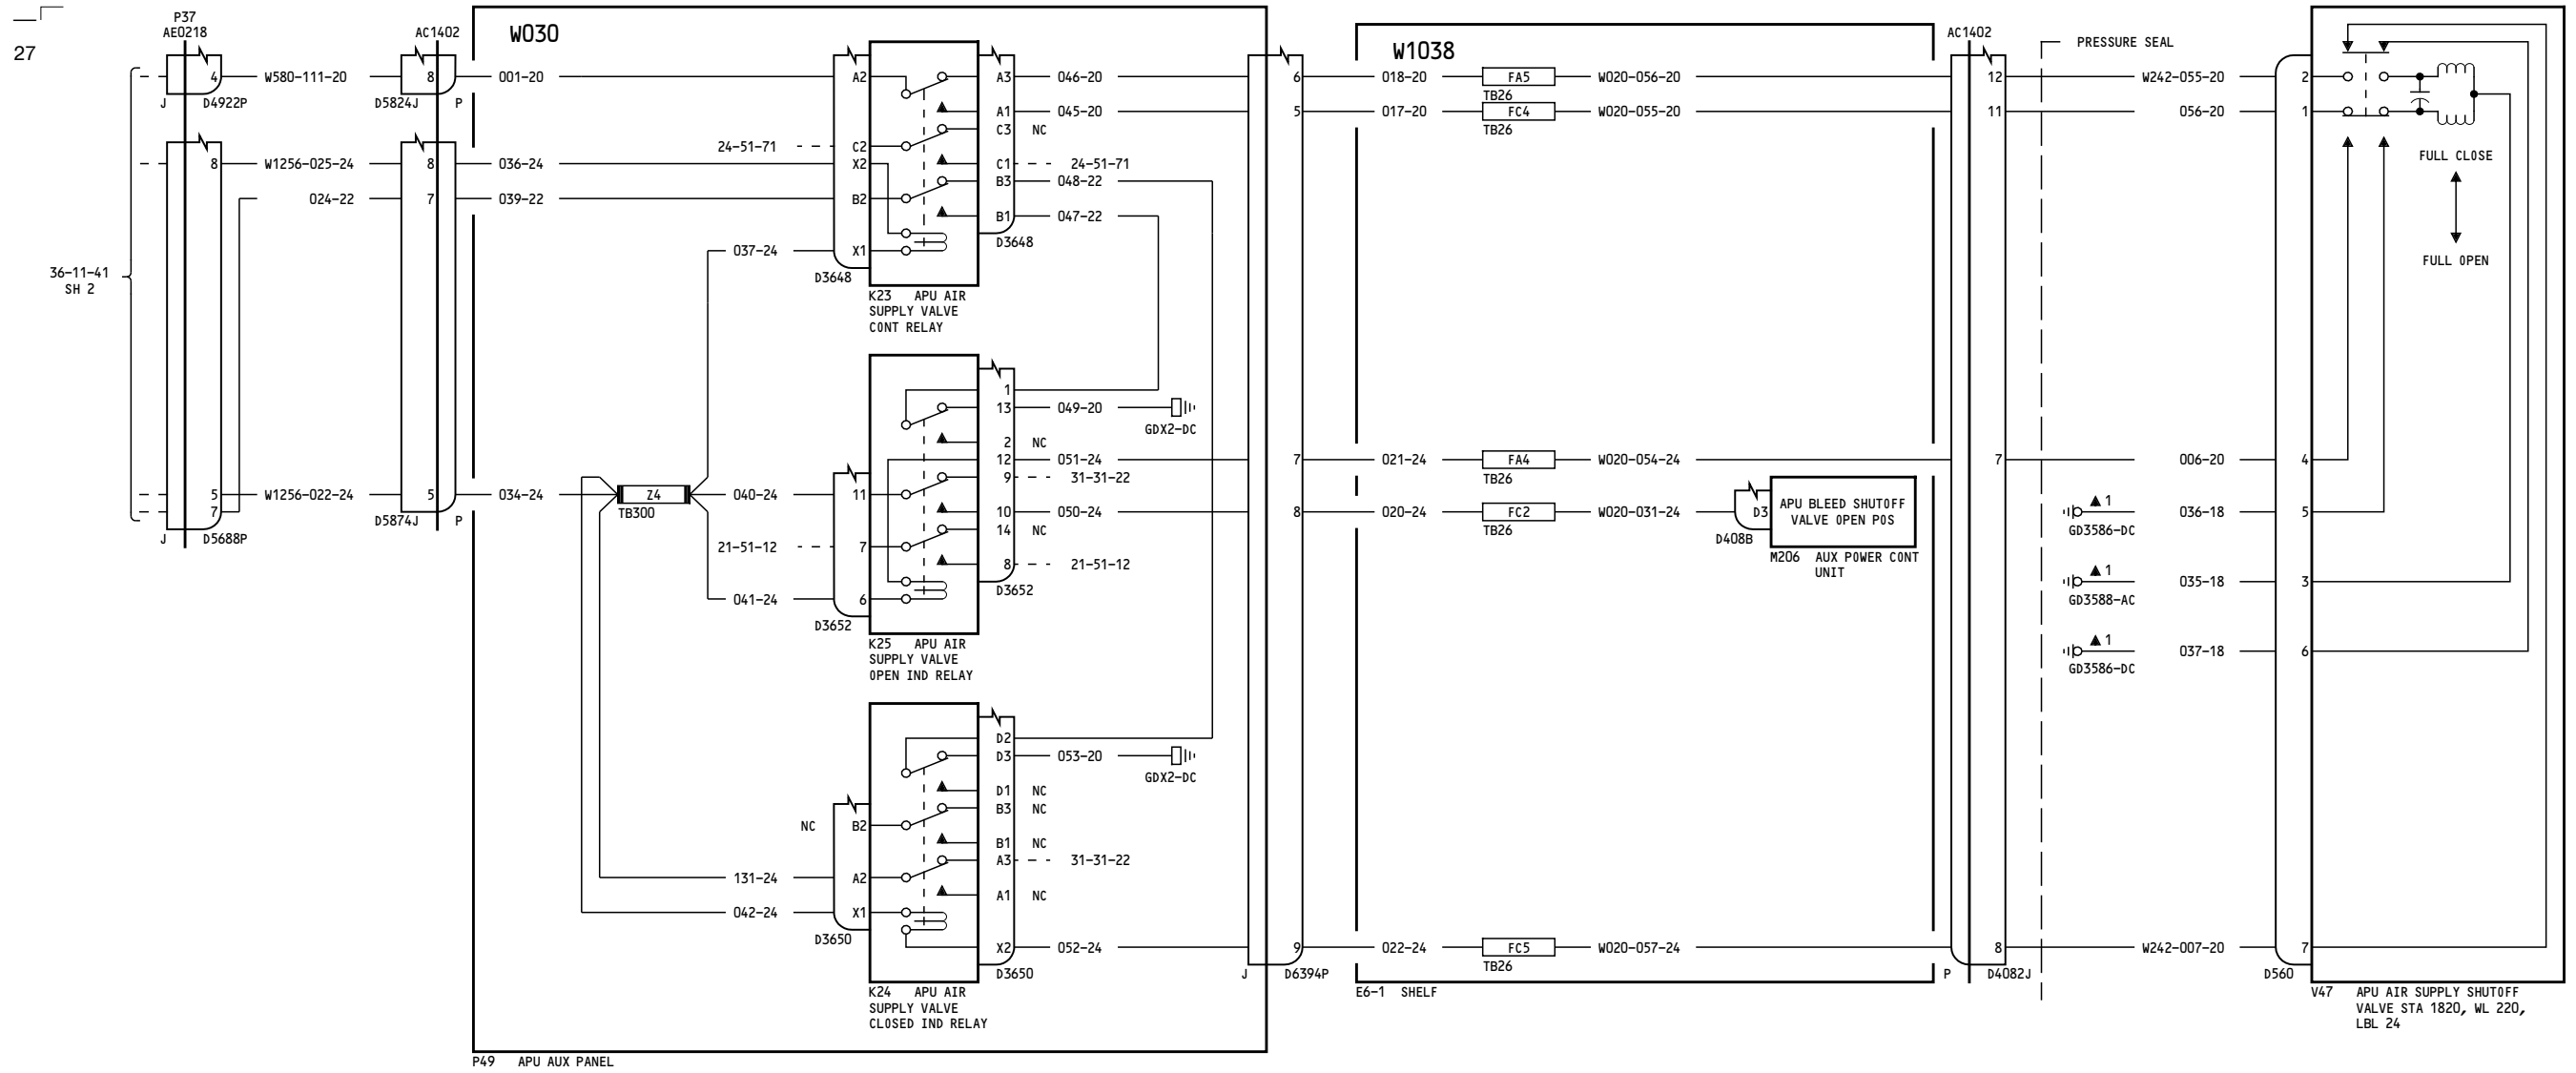 27
P37
AE0218
4
J
D4922P
W580-111-20
AC1402
8
D5824J
P
001-20
W030
8
W1256-025-24
8
036-24
024-22
7
039-22
36-11-41
SH 2
5
W1256-022-24
5
034-24
7
J
D5688P
D5874J
P
Z4
TB300
037-24
040-24
21-51-12
041-24
131-24
042-24
24-51-71
A2
C2
X2
B2
X1
D3648
A3
A1
C3
NC
C1
24-51-71
B3
B1
D3648
046-20
045-20
048-22
047-22
K23 APU AIR
SUPPLY VALVE
CONT RELAY
11
7
6
D3652
1
13
049-20
GDX2-DC
2
NC
12
051-24
9
31-31-22
10
050-24
14
NC
8
21-51-12
D3652
K25 APU AIR
SUPPLY VALVE
OPEN IND RELAY
NC
B2
A2
X1
D3650
D2
D3
053-20
GDX2-DC
D1
NC
B3
NC
B1
NC
A3
31-31-22
A1
NC
X2
052-24
D3650
K24 APU AIR
SUPPLY VALVE
CLOSED IND RELAY
P49 APU AUX PANEL
6
5
7
8
9
J
D6394P
W1038
018-20
FA5
TB26
W020-056-20
017-20
FC4
TB26
W020-055-20
021-24
FA4
TB26
W020-054-24
020-24
FC2
TB26
W020-031-24
D3
D408B
APU BLEED SHUTOFF
VALVE OPEN POS
M206 AUX POWER CONT
UNIT
022-24
FC5
TB26
W020-057-24
E6-1 SHELF
AC1402
12
11
7
8
P
D4082J
PRESSURE SEAL
W242-055-20
2
056-20
1
006-20
4
1
GD3586-DC
036-18
5
1
GD3588-AC
035-18
3
1
GD3586-DC
037-18
6
W242-007-20
7
D560
FULL CLOSE
FULL OPEN
V47 APU AIR SUPPLY SHUTOFF
VALVE STA 1820, WL 220,
LBL 24